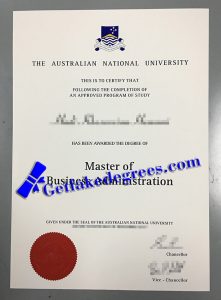 THE AUSTRALIAN NATIONAL UNIVERSITY
THIS IS TO CERTIFY THAT
FOLLOWING THE COMPLETION OF
AN APPROVED PROGRAM OF STUDY
HAS BEEN AWARDED THE DEGREE OF
Master of
Business Administration
Getfakedegrees.com
GIVEN UNDER THE SEAL OF THE AUSTRALIAN NATIONAL UNIVERSITY
Chancellor
Vice - Chancellor